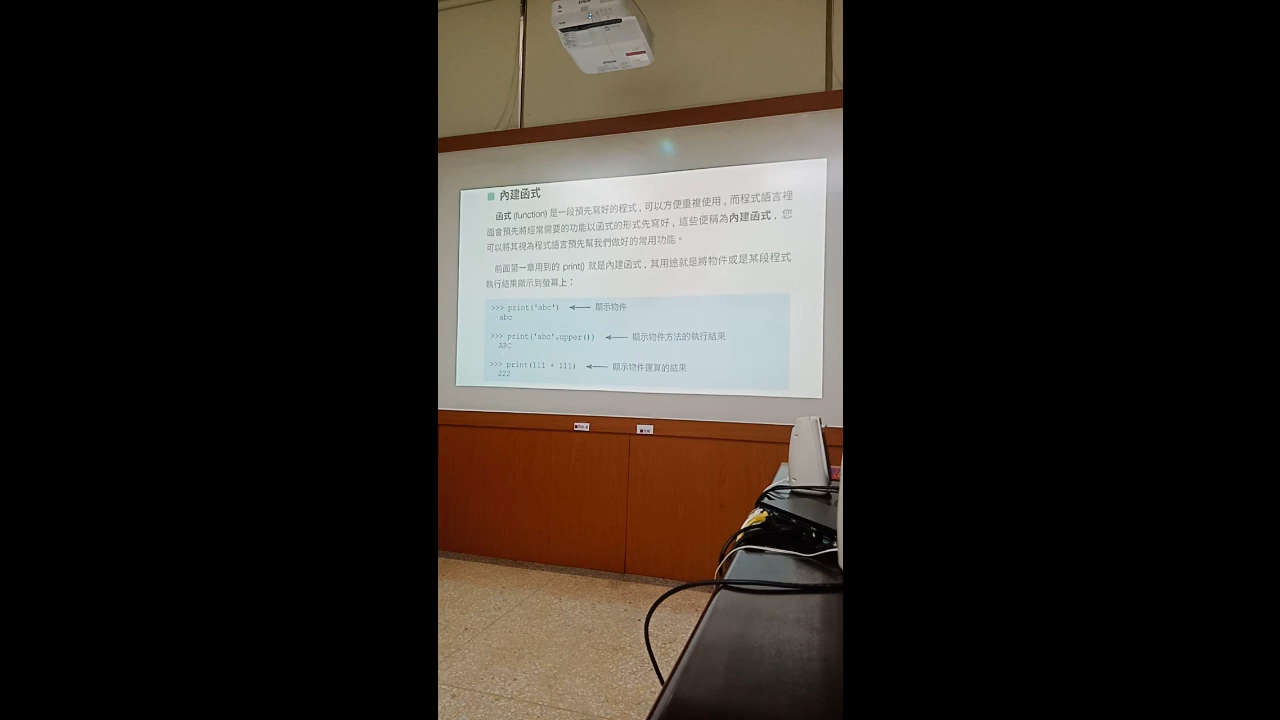 EPSON
內建函式
函式 (function) 是一段預先寫好的程式，可以方便重複使用，而程式語言裡
面會預先將經常需要的功能以函式的形式先寫好，這些便稱為內建函式，您
可以將其視為程式語言預先幫我們做好的常用功能。
前面第一章用到的 print() 就是內建函式，其用途就是將物件或是某段程式
執行結果顯示到螢幕上：
>>> print('abc') ← 顯示物件
abc
>>> print('abc'.upper()) ← 顯示物件方法的執行結果
ABC
>>> print(111 + 111) ← 顯示物件運算的結果
222